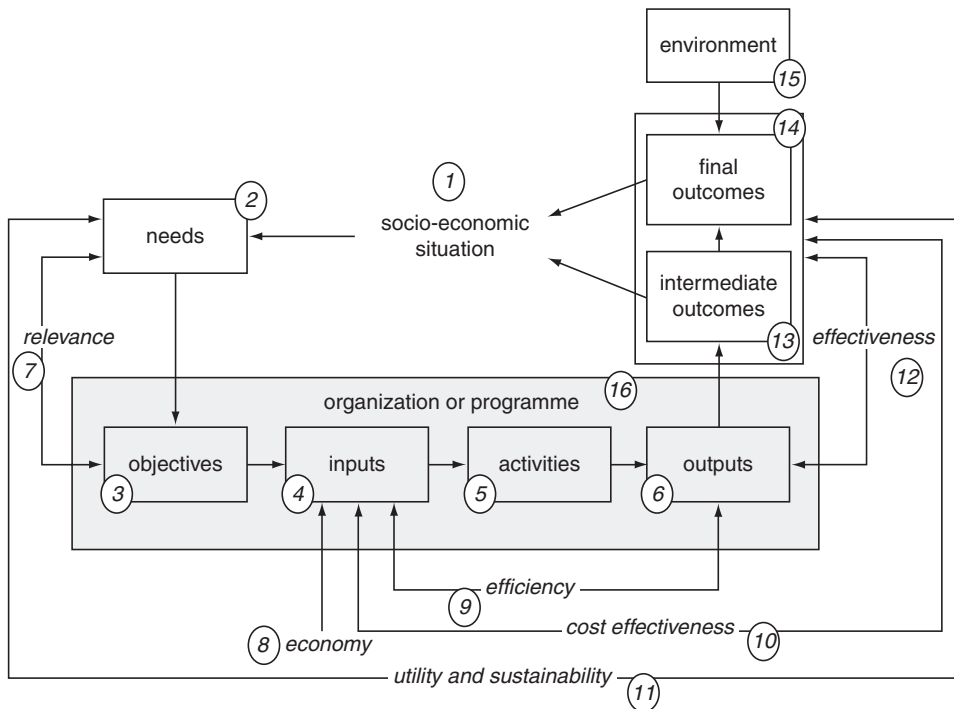 environment
15
14
final
outcomes
1
socio-economic
situation
2
needs
intermediate
outcomes
13
relevance
7
effectiveness
12
16
organization or programme
objectives
3
inputs
4
activities
5
outputs
6
efficiency
9
8 economy
cost effectiveness
10
utility and sustainability
11